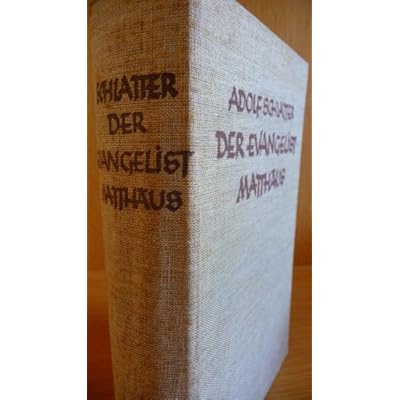 SCHLATTER
DER
EVANGELIST
MATTHÄUS
ADOLF SCHLATTER
DER EVANGELIST
MATTHÄUS